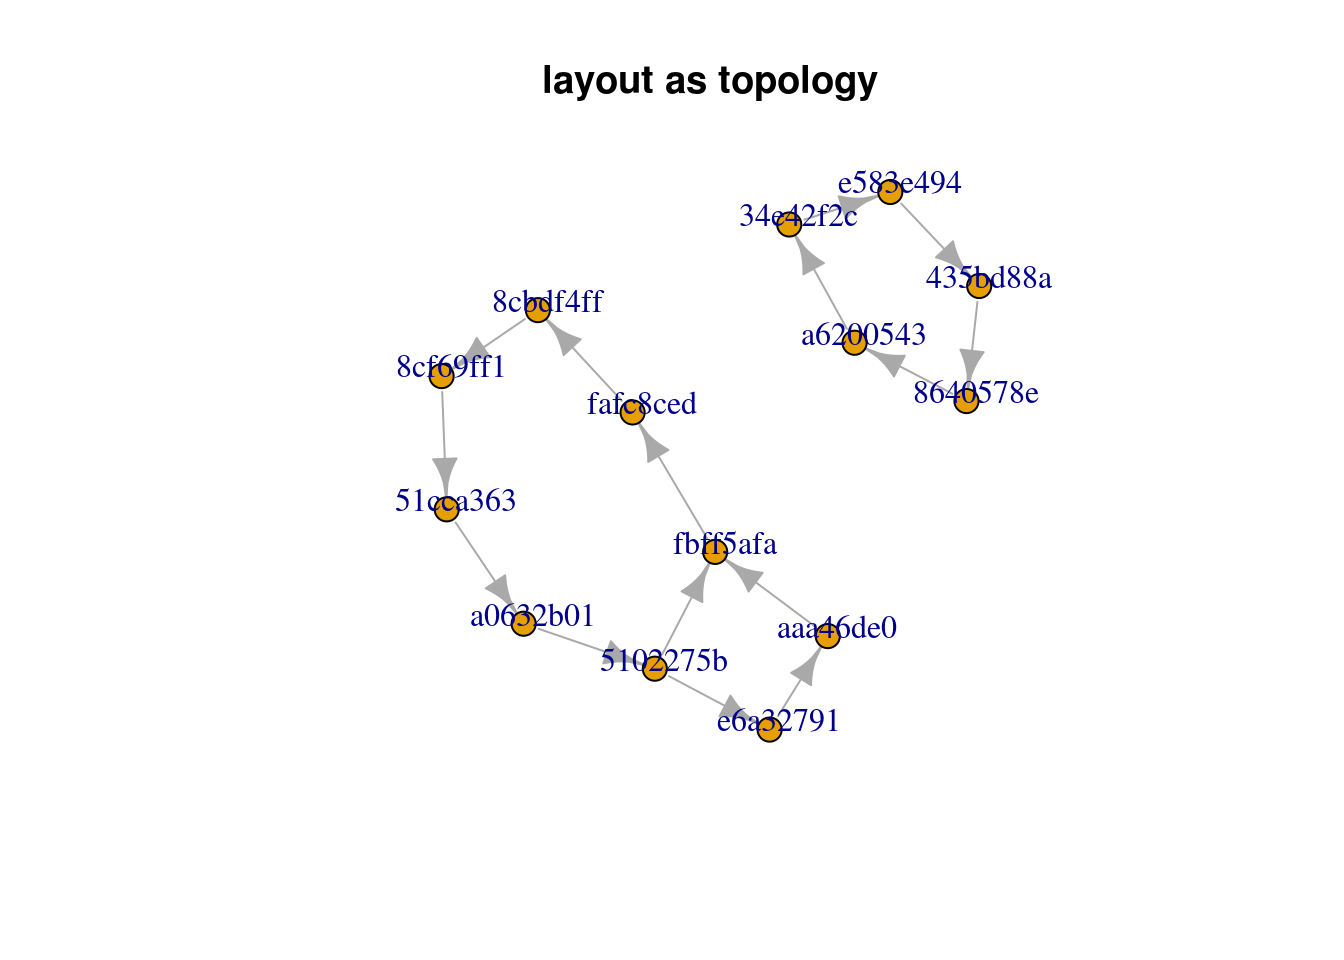 layout as topology
e583e494
34e42f2c
435bd88a
8cbdf4ff
a6200543
8cf69ff1
8640578e
fafc8ced
51cca363
fbff5afa
a0632b01
aaa46de0
5102275b
e6a32791